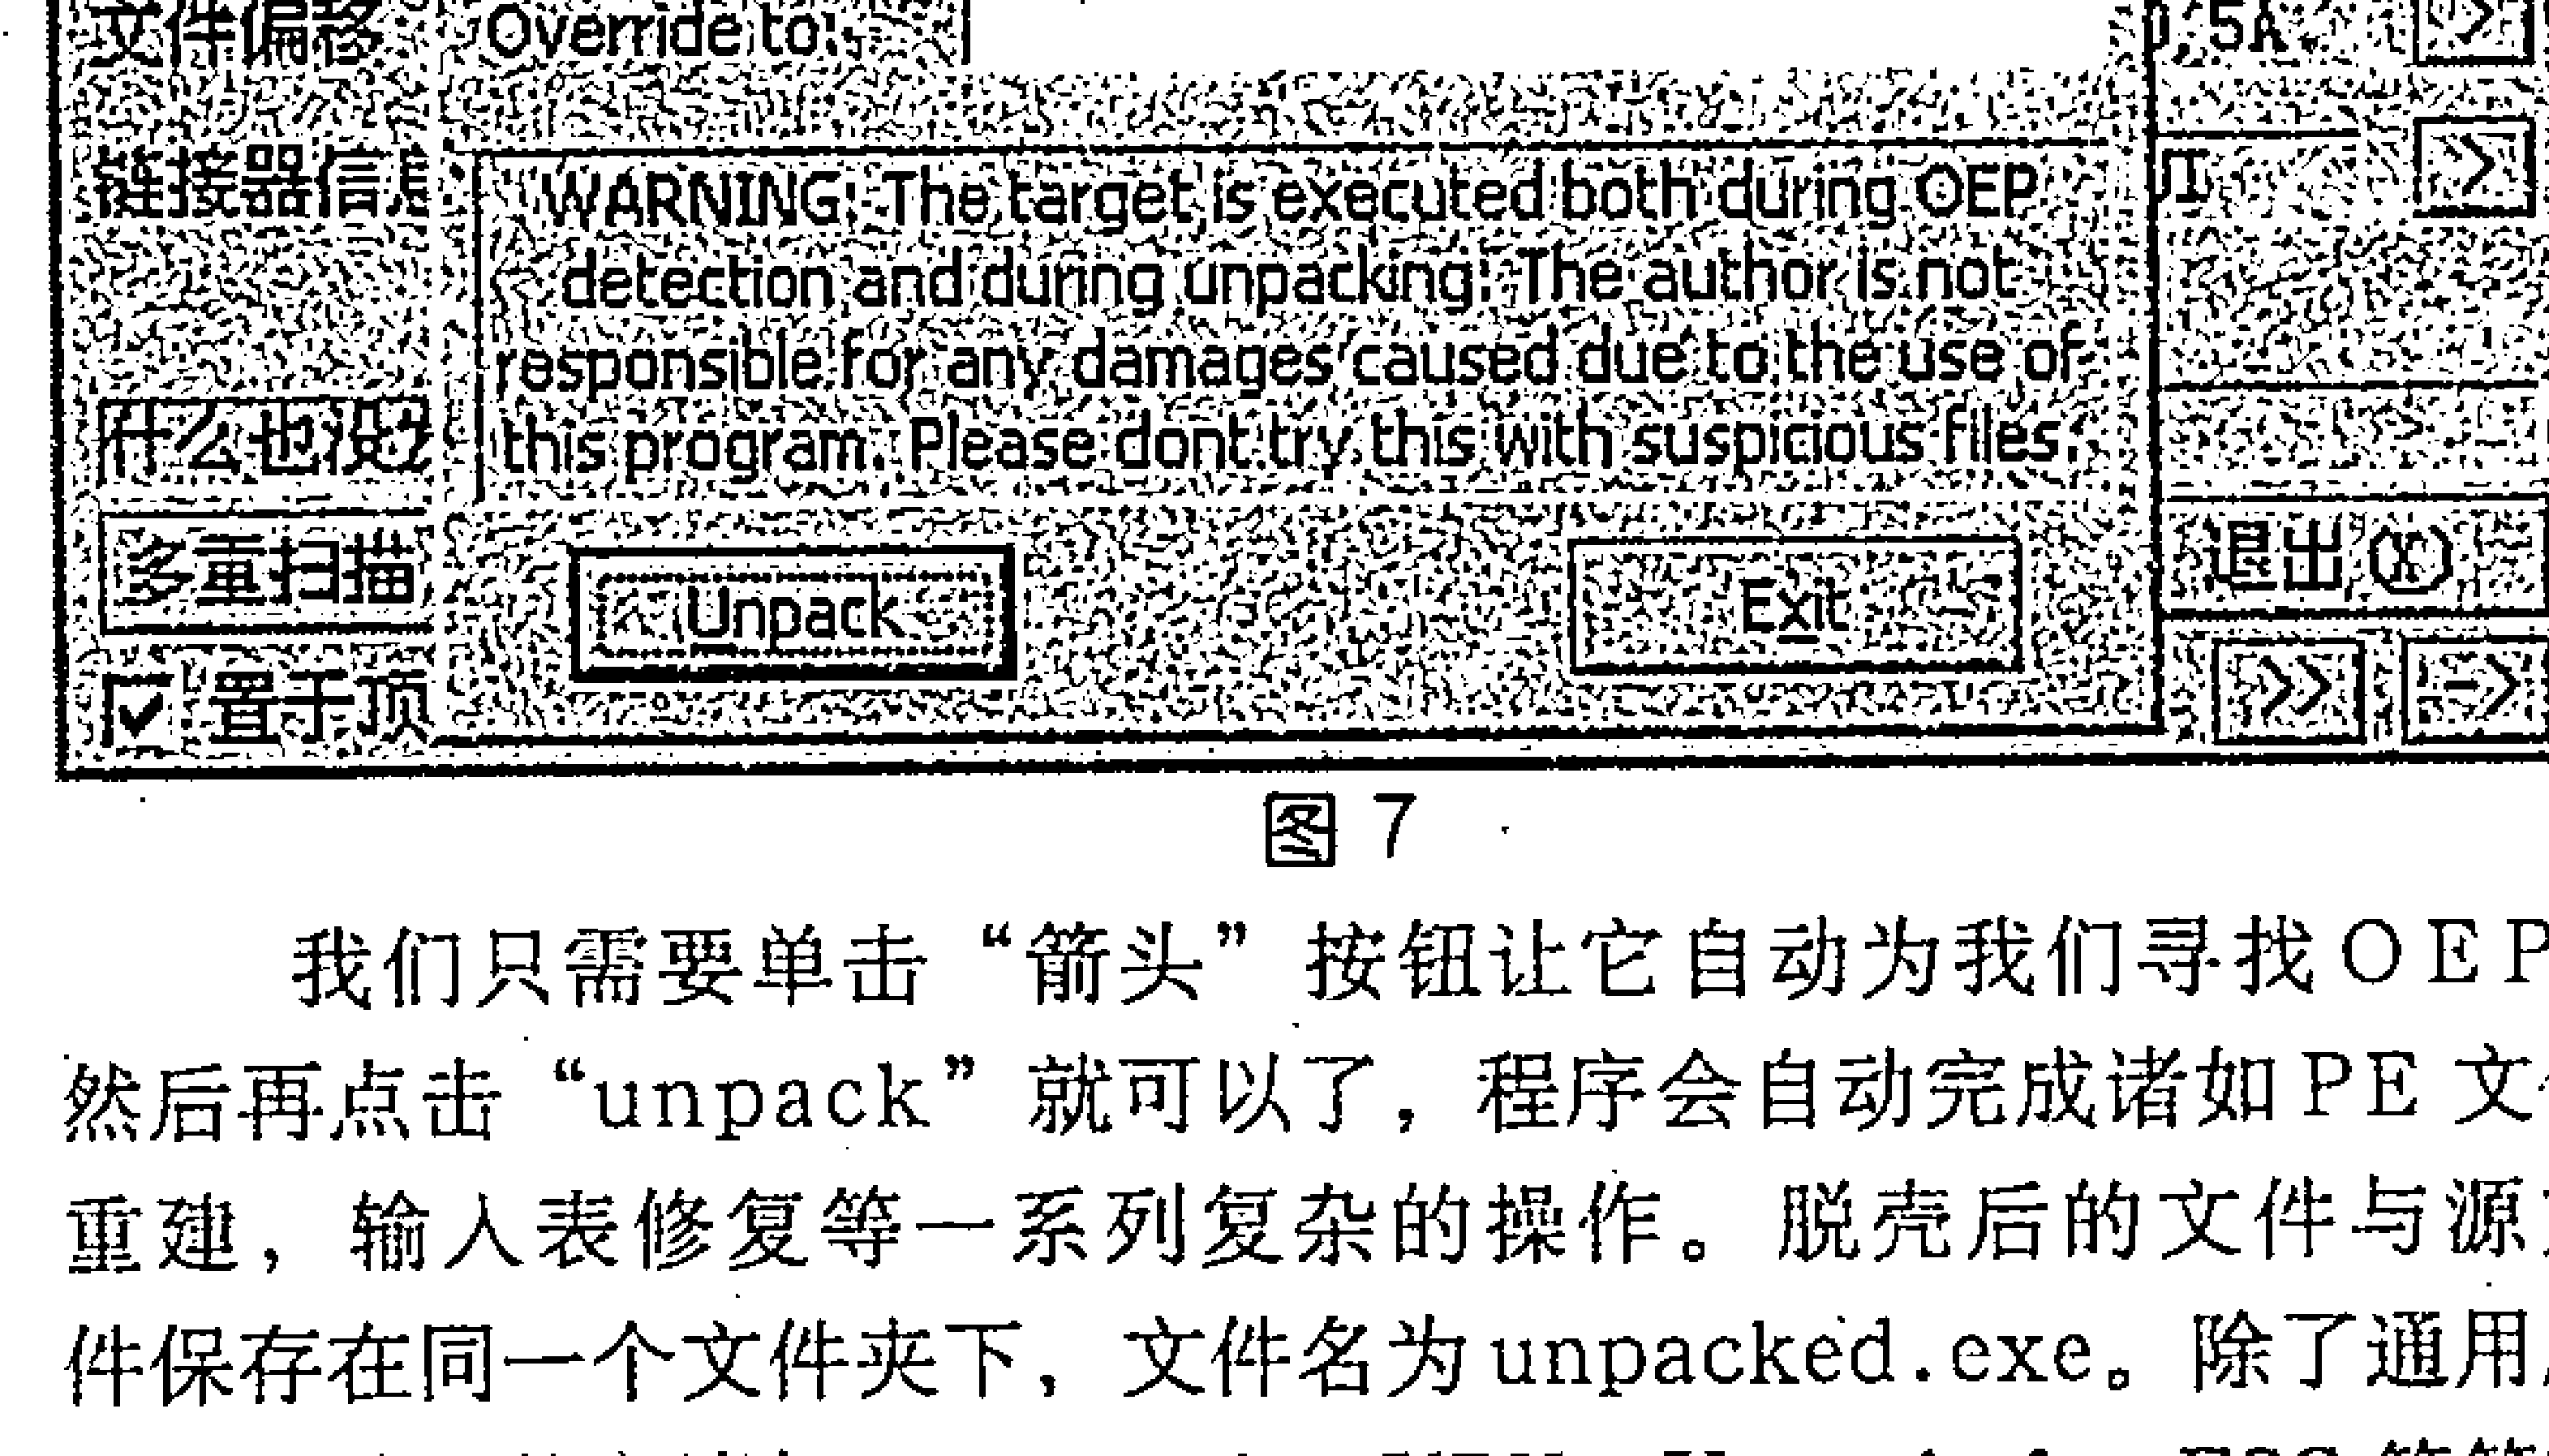 文件偏移 Override to: 0,5A >
链接器信息 WARNING: The target is executed both during OEP >
detection and during unpacking! The author is not
responsible for any damages caused due to the use of
什么也没 this program. Please dont try this with suspicious files.
多重扫描 Unpack Exit 退出(X)
置于顶 >> ->
图 7
我们只需要单击“箭头”按钮让它自动为我们寻找OEP
然后再点击“unpack”就可以了，程序会自动完成诸如PE 文
重建，输入表修复等一系列复杂的操作。脱壳后的文件与源
件保存在同一个文件夹下，文件名为unpacked.exe。除了通用